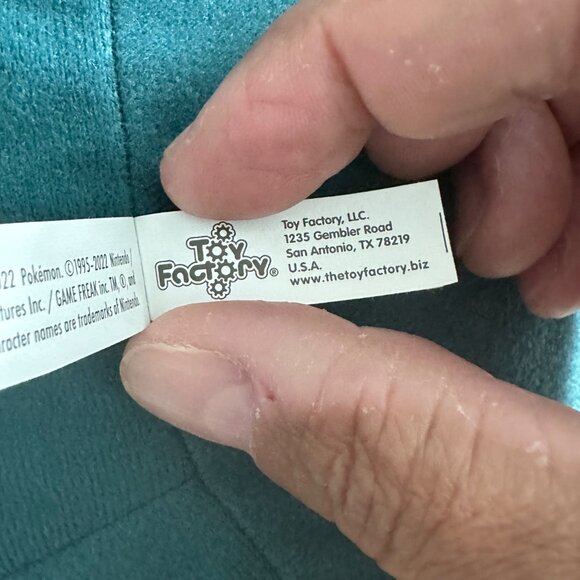 22 Pokémon. ©1995-2022 Nintendo /
tures Inc. / GAME FREAK inc. TM, ®, and
aracter names are trademarks of Nintendo.
TOY
FACTORY®
Toy Factory, LLC.
1235 Gembler Road
San Antonio, TX 78219
U.S.A.
www.thetoyfactory.biz